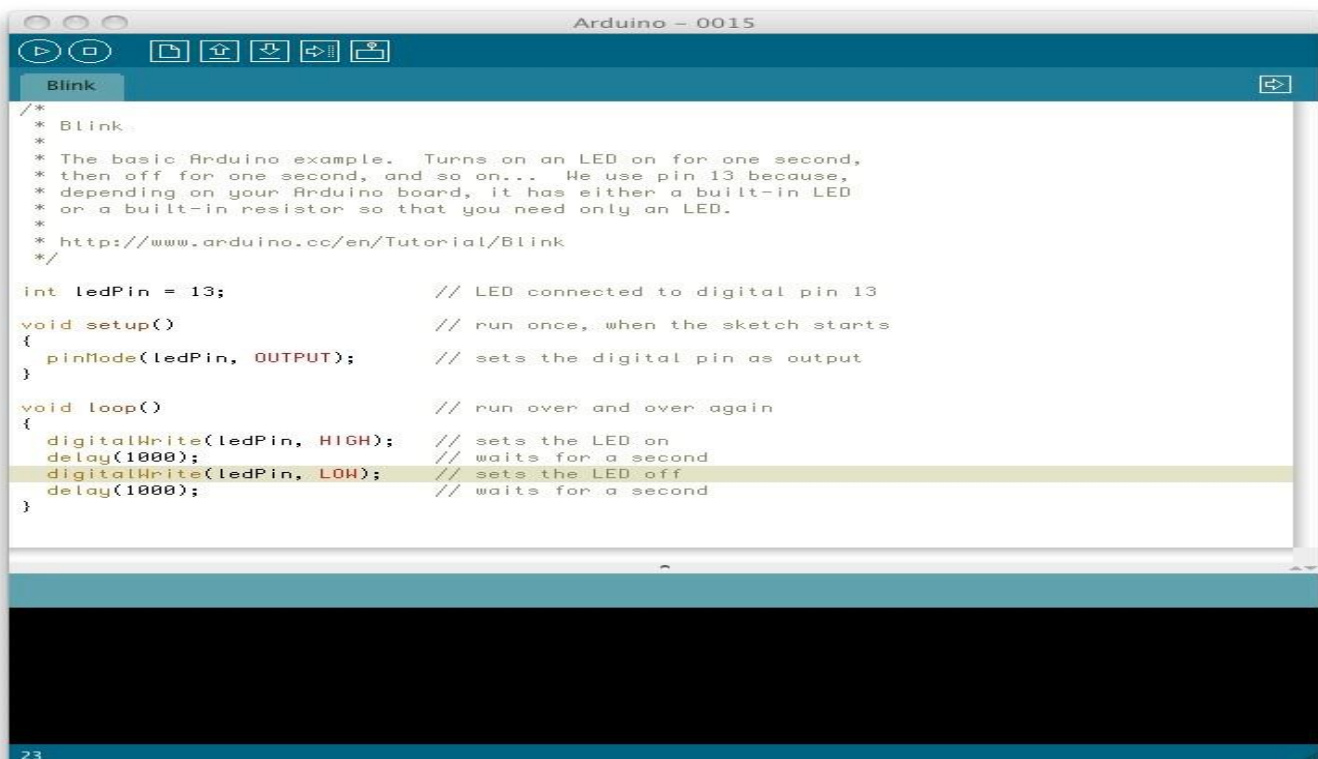 Arduino – 0015
Blink
/*
 * Blink
 *
 * The basic Arduino example.  Turns on an LED on for one second,
 * then off for one second, and so on...  We use pin 13 because,
 * depending on your Arduino board, it has either a built-in LED
 * or a built-in resistor so that you need only an LED.
 *
 * http://www.arduino.cc/en/Tutorial/Blink
 */
int ledPin = 13;                // LED connected to digital pin 13
void setup()                    // run once, when the sketch starts
{
  pinMode(ledPin, OUTPUT);      // sets the digital pin as output
}
void loop()                     // run over and over again
{
  digitalWrite(ledPin, HIGH);   // sets the LED on
  delay(1000);                  // waits for a second
  digitalWrite(ledPin, LOW);    // sets the LED off
  delay(1000);                  // waits for a second
}
23